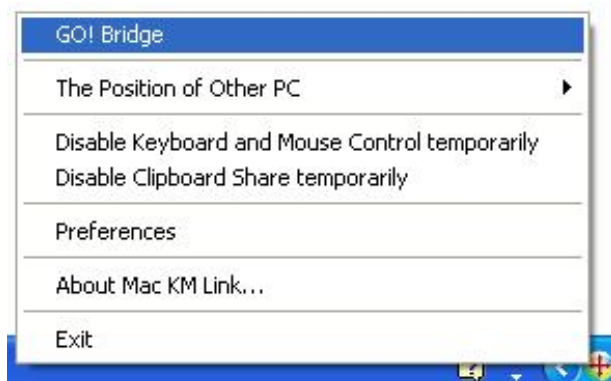 GO! Bridge
The Position of Other PC
Disable Keyboard and Mouse Control temporarily
Disable Clipboard Share temporarily
Preferences
About Mac KM Link...
Exit